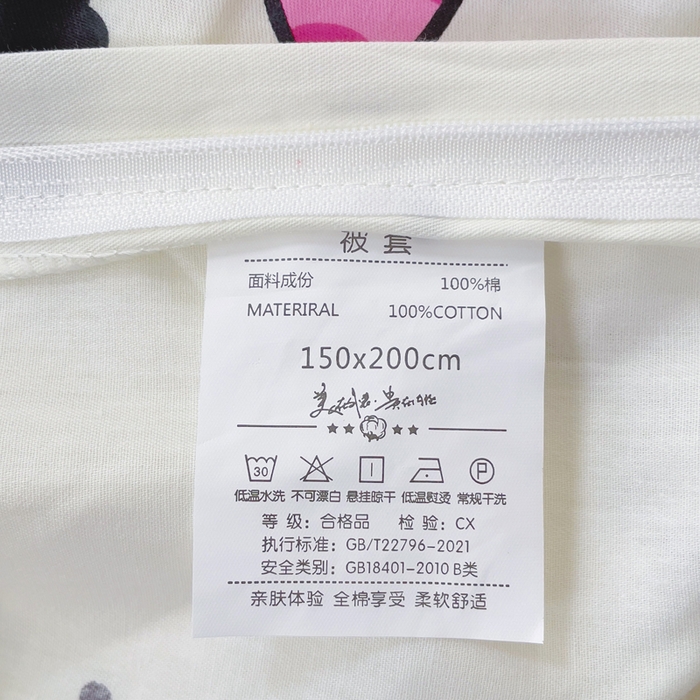 被套
面料成份 100%棉
MATERIRAL 100%COTTON
150x200cm
30 P
低温水洗 不可漂白 悬挂晾干 低温熨烫 常规干洗
等 级：合格品 检 验：CX
执行标准：GB/T22796-2021
安全类别：GB18401-2010 B类
亲肤体验 全棉享受 柔软舒适